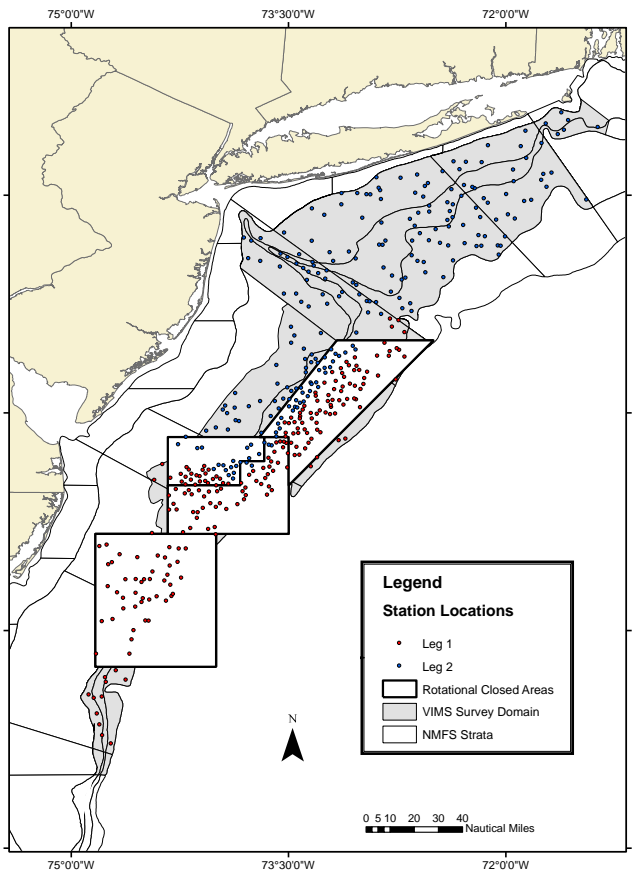 75°0'0"W 73°30'0"W 72°0'0"W
Legend
Station Locations
Leg 1
Leg 2
Rotational Closed Areas
VIMS Survey Domain
NMFS Strata
N
0 5 10 20 30 40
Nautical Miles
75°0'0"W 73°30'0"W 72°0'0"W